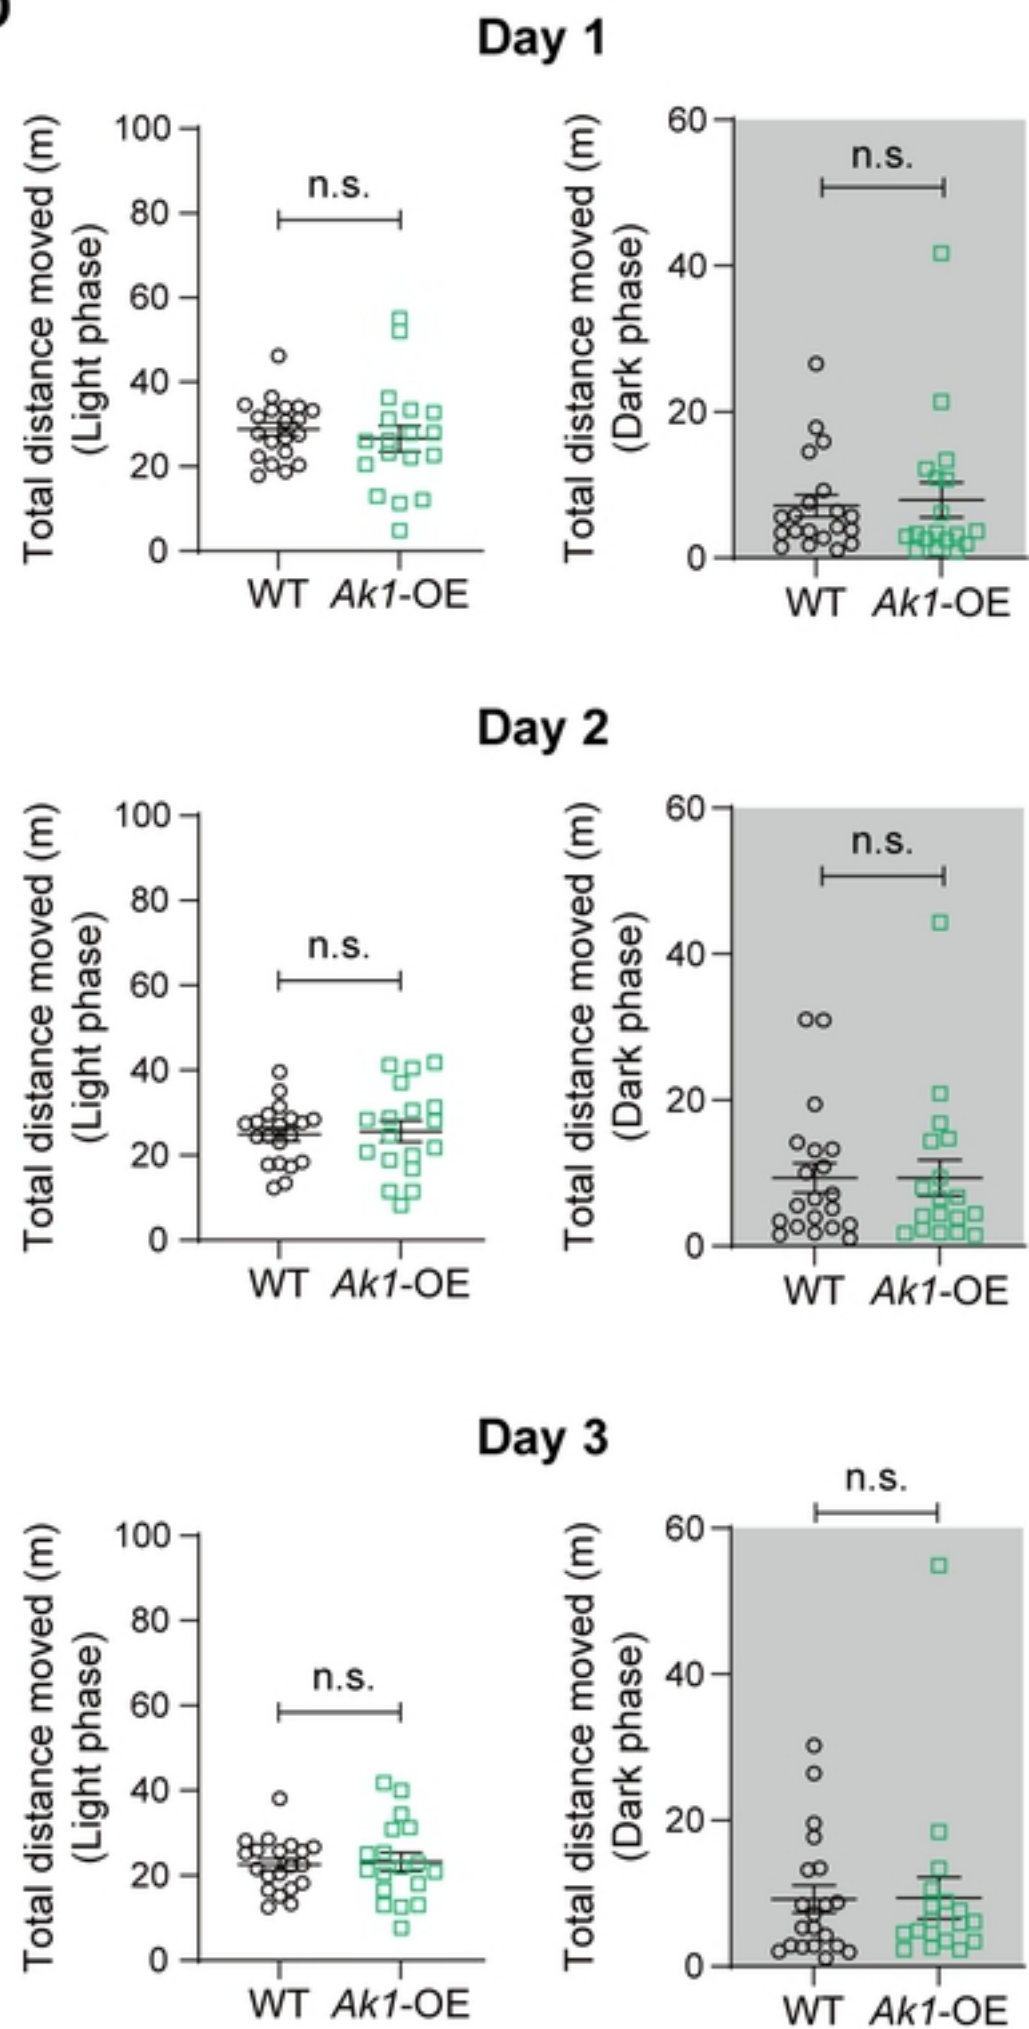 Day 1
Total distance moved (m)
(Light phase)
100
80
60
40
20
0
n.s.
WT
Ak1-OE
Total distance moved (m)
(Dark phase)
60
40
20
0
n.s.
WT
Ak1-OE
Day 2
Total distance moved (m)
(Light phase)
100
80
60
40
20
0
n.s.
WT
Ak1-OE
Total distance moved (m)
(Dark phase)
60
40
20
0
n.s.
WT
Ak1-OE
Day 3
Total distance moved (m)
(Light phase)
100
80
60
40
20
0
n.s.
WT
Ak1-OE
Total distance moved (m)
(Dark phase)
60
40
20
0
n.s.
WT
Ak1-OE